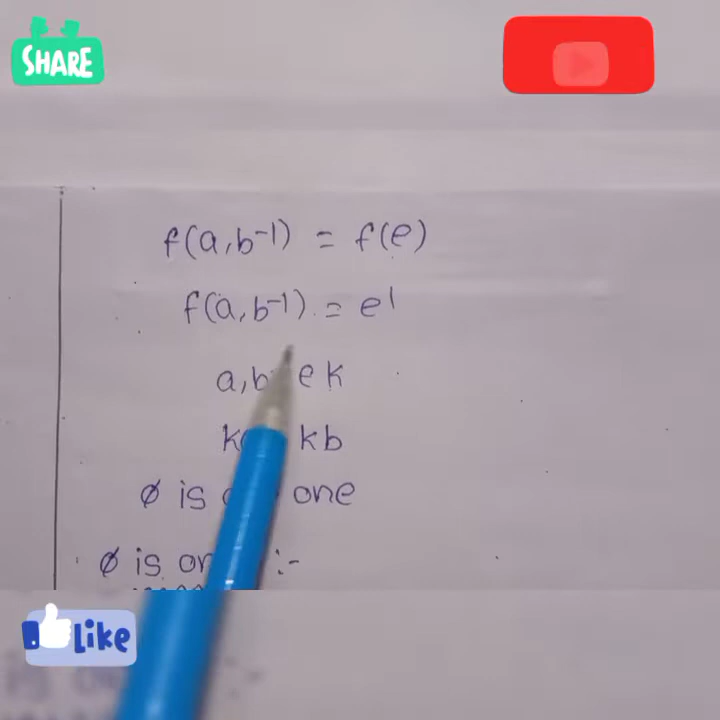 SHARE
f(a,b-1) = f(e)
f(a,b-1) = e'
a,b e k
kb
ø is one
ø is :-
Like